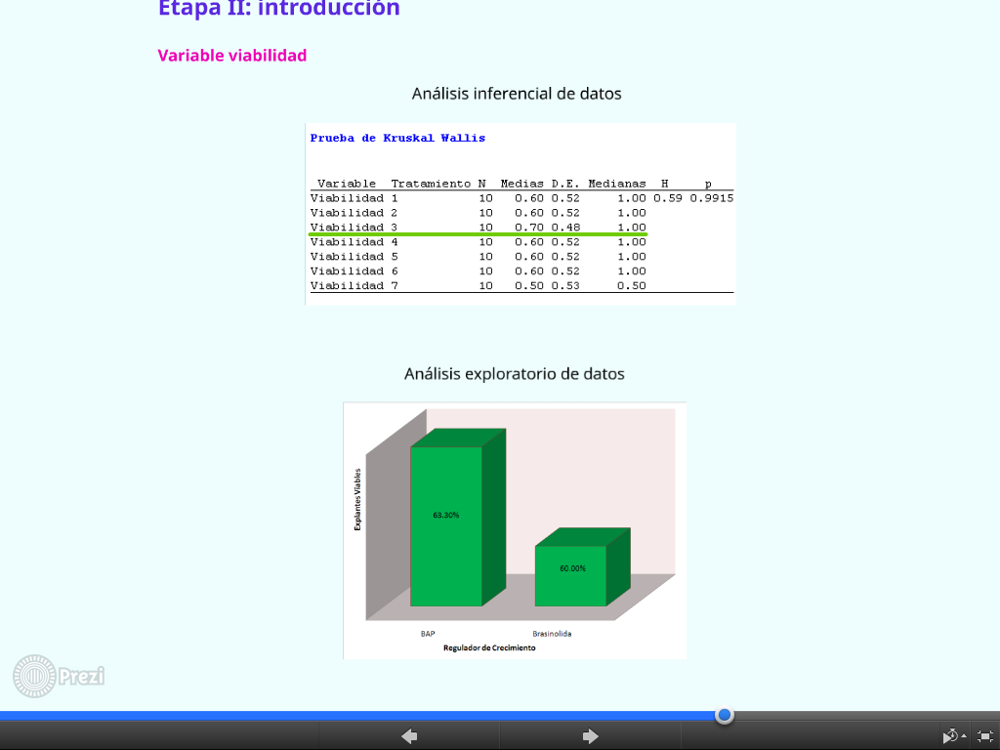 Etapa II: introducción
Variable viabilidad
Análisis inferencial de datos
Prueba de Kruskal Wallis
Variable Tratamiento N Medias D.E. Medianas H p
Viabilidad 1 10 0.60 0.52 1.00 0.59 0.9915
Viabilidad 2 10 0.60 0.52 1.00
Viabilidad 3 10 0.70 0.48 1.00
Viabilidad 4 10 0.60 0.52 1.00
Viabilidad 5 10 0.60 0.52 1.00
Viabilidad 6 10 0.60 0.52 1.00
Viabilidad 7 10 0.50 0.53 0.50
Análisis exploratorio de datos
Explantes Viables
63.30%
60.00%
BAP Brasinolida
Regulador de Crecimiento
Prezi